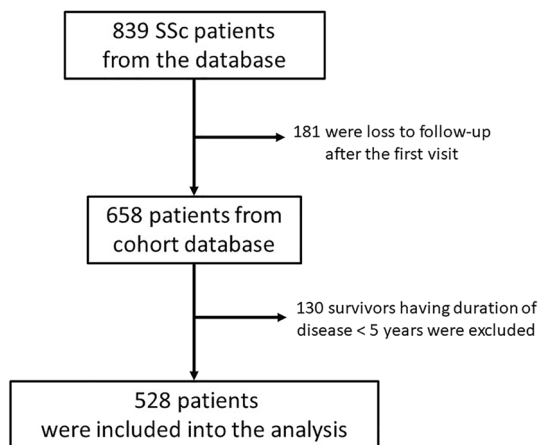 839 SSc patients
from the database
181 were loss to follow-up
after the first visit
658 patients from
cohort database
130 survivors having duration of
disease < 5 years were excluded
528 patients
were included into the analysis